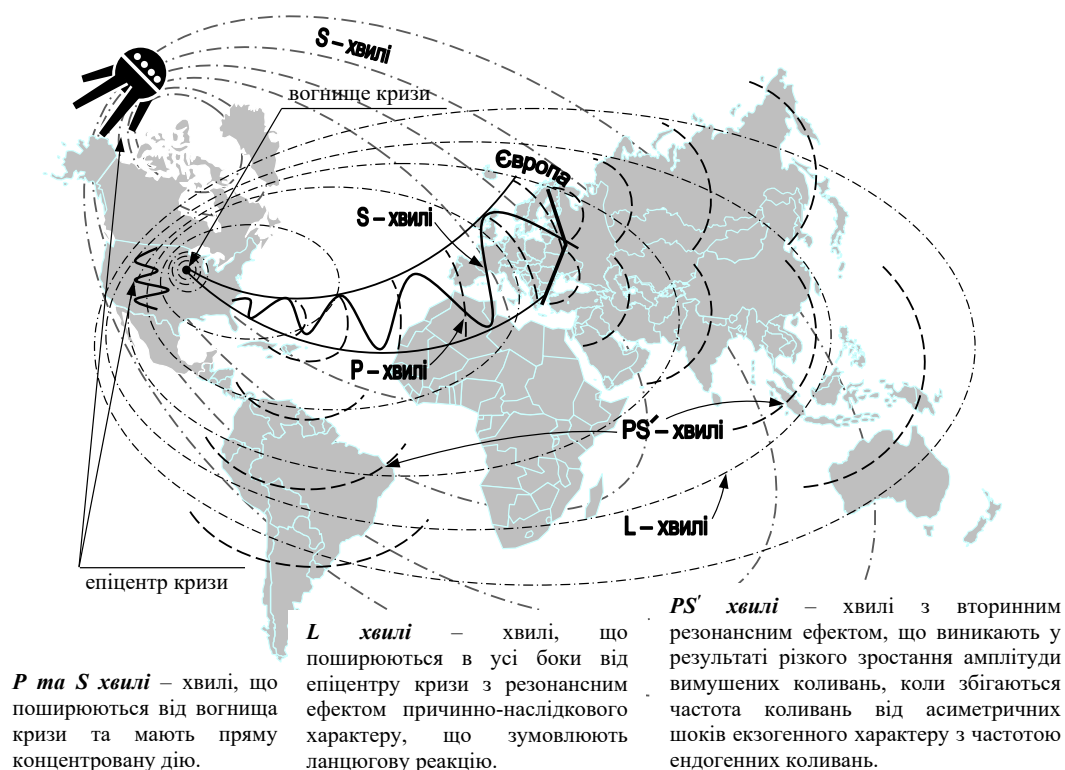 S – хвилі
вогнище кризи
Європа
S – хвилі
P – хвилі
PS′ – хвилі
L – хвилі
епіцентр кризи
P та S хвилі – хвилі, що
поширюються від вогнища
кризи та мають пряму
концентровану дію.
L хвилі – хвилі, що
поширюються в усі боки від
епіцентру кризи з резонансним
ефектом причинно-наслідкового
характеру, що зумовлюють
ланцюгову реакцію.
PS′ хвилі – хвилі з вторинним
резонансним ефектом, що виникають у
результаті різкого зростання амплітуди
вимушених коливань, коли збігаються
частота коливань від асиметричних
шоків екзогенного характеру з частотою
ендогенних коливань.